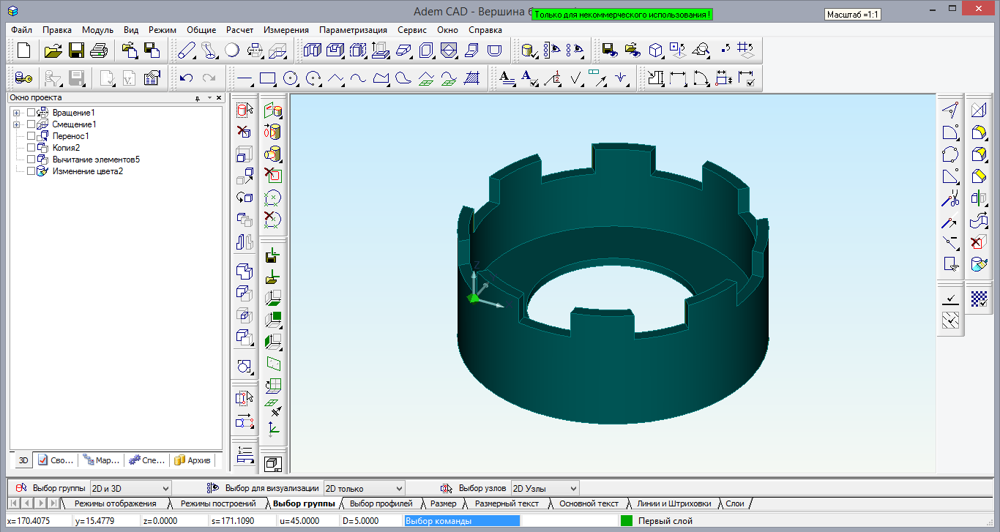 Adem CAD - Вершина б
Только для некоммерческого использования !
Масштаб =1:1
Файл Правка Модуль Вид Режим Общие Расчет Измерения Параметризация Сервис Окно Справка
Окно проекта
Вращение1
Смещение1
Перенос1
Копия2
Вычитание элементов5
Изменение цвета2
Z
3D Сво... Мар... Спе... Архив
Выбор группы 2D и 3D Выбор для визуализации 2D только Выбор узлов 2D Узлы
Режимы отображения Режимы построений Выбор группы Выбор профилей Размер Размерный текст Основной текст Линии и Штриховки Слои
x=170.4075 y=15.4779 z=0.0000 s=171.1090 u=45.0000 D=5.0000 Выбор команды Первый слой